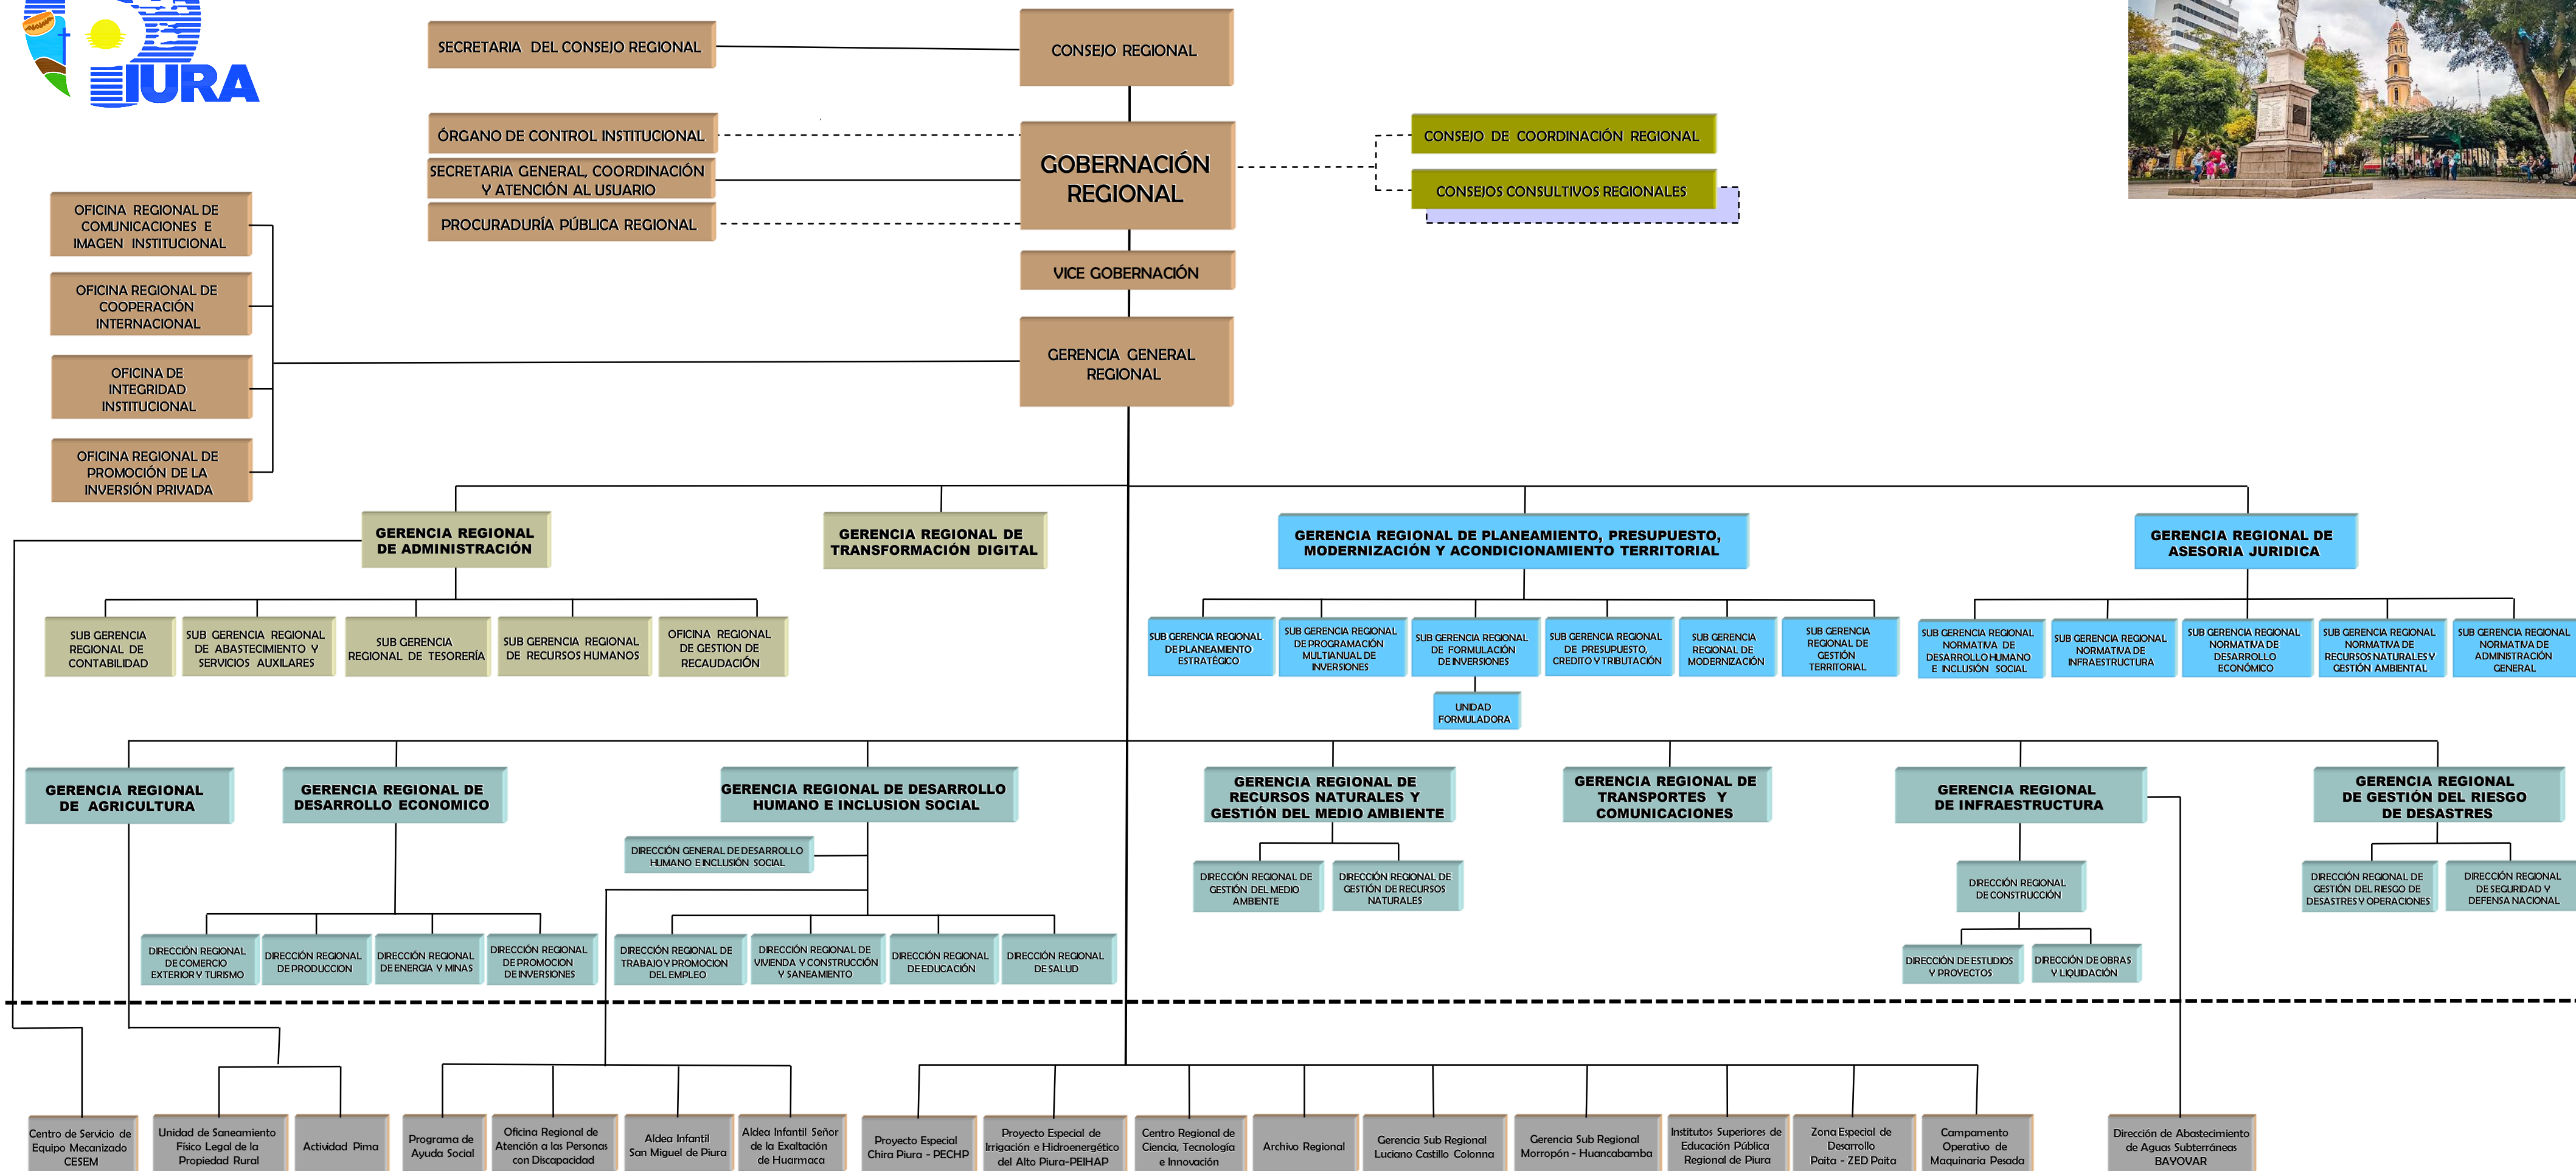 PIURA
SECRETARIA DEL CONSEJO REGIONAL
CONSEJO REGIONAL
ÓRGANO DE CONTROL INSTITUCIONAL
SECRETARIA GENERAL, COORDINACIÓN
Y ATENCIÓN AL USUARIO
PROCURADURÍA PÚBLICA REGIONAL
GOBERNACIÓN
REGIONAL
CONSEJO DE COORDINACIÓN REGIONAL
CONSEJOS CONSULTIVOS REGIONALES
VICE GOBERNACIÓN
GERENCIA GENERAL
REGIONAL
OFICINA REGIONAL DE
COMUNICACIONES E
IMAGEN INSTITUCIONAL
OFICINA REGIONAL DE
COOPERACIÓN
INTERNACIONAL
OFICINA DE
INTEGRIDAD
INSTITUCIONAL
OFICINA REGIONAL DE
PROMOCIÓN DE LA
INVERSIÓN PRIVADA
GERENCIA REGIONAL
DE ADMINISTRACIÓN
GERENCIA REGIONAL DE
TRANSFORMACIÓN DIGITAL
GERENCIA REGIONAL DE PLANEAMIENTO, PRESUPUESTO,
MODERNIZACIÓN Y ACONDICIONAMIENTO TERRITORIAL
GERENCIA REGIONAL DE
ASESORIA JURIDICA
SUB GERENCIA
REGIONAL DE
CONTABILIDAD
SUB GERENCIA REGIONAL
DE ABASTECIMIENTO Y
SERVICIOS AUXILARES
SUB GERENCIA
REGIONAL DE TESORERÍA
SUB GERENCIA REGIONAL
DE RECURSOS HUMANOS
OFICINA REGIONAL
DE GESTION DE
RECAUDACIÓN
SUB GERENCIA REGIONAL
DE PLANEAMIENTO
ESTRATÉGICO
SUB GERENCIA REGIONAL
DE PROGRAMACIÓN
MULTIANUAL DE
INVERSIONES
SUB GERENCIA REGIONAL
DE FORMULACIÓN
DE INVERSIONES
SUB GERENCIA REGIONAL
DE PRESUPUESTO,
CREDITO Y TRIBUTACIÓN
SUB GERENCIA
REGIONAL DE
MODERNIZACIÓN
SUB GERENCIA
REGIONAL DE
GESTIÓN
TERRITORIAL
SUB GERENCIA REGIONAL
NORMATIVA DE
DESARROLLO HUMANO
E INCLUSIÓN SOCIAL
SUB GERENCIA REGIONAL
NORMATIVA DE
INFRAESTRUCTURA
SUB GERENCIA REGIONAL
NORMATIVA DE
DESARROLLO
ECONÓMICO
SUB GERENCIA REGIONAL
NORMATIVA DE
RECURSOS NATURALES Y
GESTIÓN AMBIENTAL
SUB GERENCIA REGIONAL
NORMATIVA DE
ADMINISTRACIÓN
GENERAL
UNIDAD
FORMULADORA
GERENCIA REGIONAL
DE AGRICULTURA
GERENCIA REGIONAL DE
DESARROLLO ECONOMICO
GERENCIA REGIONAL DE DESARROLLO
HUMANO E INCLUSION SOCIAL
GERENCIA REGIONAL DE
RECURSOS NATURALES Y
GESTIÓN DEL MEDIO AMBIENTE
GERENCIA REGIONAL DE
TRANSPORTES Y
COMUNICACIONES
GERENCIA REGIONAL
DE INFRAESTRUCTURA
GERENCIA REGIONAL
DE GESTIÓN DEL RIESGO
DE DESASTRES
DIRECCIÓN GENERAL DE DESARROLLO
HUMANO E INCLUSIÓN SOCIAL
DIRECCIÓN REGIONAL DE
GESTIÓN DEL MEDIO
AMBIENTE
DIRECCIÓN REGIONAL DE
GESTIÓN DE RECURSOS
NATURALES
DIRECCIÓN REGIONAL
DE CONSTRUCCIÓN
DIRECCIÓN REGIONAL DE
GESTIÓN DEL RIESGO DE
DESASTRES Y OPERACIONES
DIRECCIÓN REGIONAL
DE SEGURIDAD Y
DEFENSA NACIONAL
DIRECCIÓN REGIONAL
DE COMERCIO
EXTERIOR Y TURISMO
DIRECCIÓN REGIONAL
DE PRODUCCION
DIRECCIÓN REGIONAL
DE ENERGIA Y MINAS
DIRECCIÓN REGIONAL
DE PROMOCION
DE INVERSIONES
DIRECCIÓN REGIONAL DE
TRABAJO Y PROMOCION
DEL EMPLEO
DIRECCIÓN REGIONAL DE
VIVIENDA Y CONSTRUCCIÓN
Y SANEAMIENTO
DIRECCIÓN REGIONAL
DE EDUCACIÓN
DIRECCIÓN REGIONAL
DE SALUD
DIRECCIÓN DE ESTUDIOS
Y PROYECTOS
DIRECCIÓN DE OBRAS
Y LIQUIDACIÓN
Centro de Servicio de
Equipo Mecanizado
CESEM
Unidad de Saneamiento
Físico Legal de la
Propiedad Rural
Actividad Pima
Programa de
Ayuda Social
Oficina Regional de
Atención a las Personas
con Discapacidad
Aldea Infantil
San Miguel de Piura
Aldea Infantil Señor
de la Exaltación
de Huarmaca
Proyecto Especial
Chira Piura - PECHP
Proyecto Especial de
Irrigación e Hidroenergético
del Alto Piura-PEIHAP
Centro Regional de
Ciencia, Tecnología
e Innovación
Archivo Regional
Gerencia Sub Regional
Luciano Castillo Colonna
Gerencia Sub Regional
Morropón - Huancabamba
Institutos Superiores de
Educación Pública
Regional de Piura
Zona Especial de
Desarrollo
Paita - ZED Paita
Campamento
Operativo de
Maquinaria Pesada
Dirección de Abastecimiento
de Aguas Subterráneas
BAYOVAR